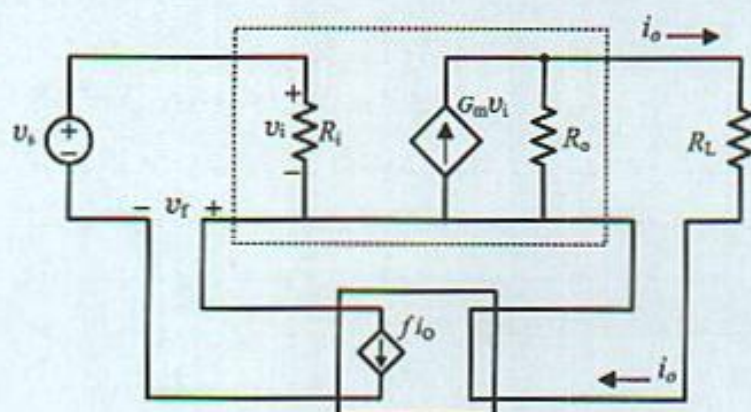 i_o →
+
v_i R_i
−
G_m v_i
R_o
R_L
v_s
+
−
− v_f +
f i_O
← i_o